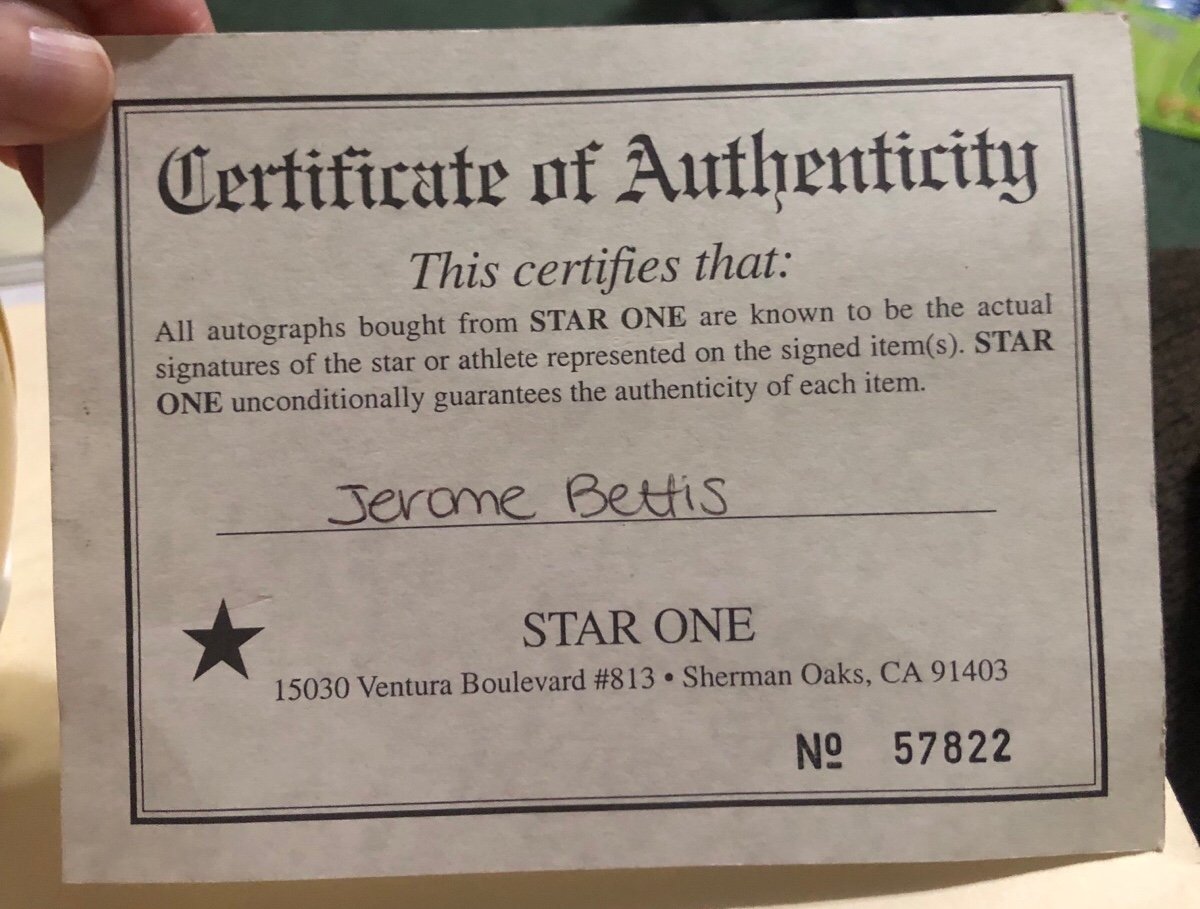 Certificate of Authenticity
This certifies that:
All autographs bought from STAR ONE are known to be the actual
signatures of the star or athlete represented on the signed item(s). STAR
ONE unconditionally guarantees the authenticity of each item.
Jerome Bettis
STAR ONE
15030 Ventura Boulevard #813 • Sherman Oaks, CA 91403
Nº 57822